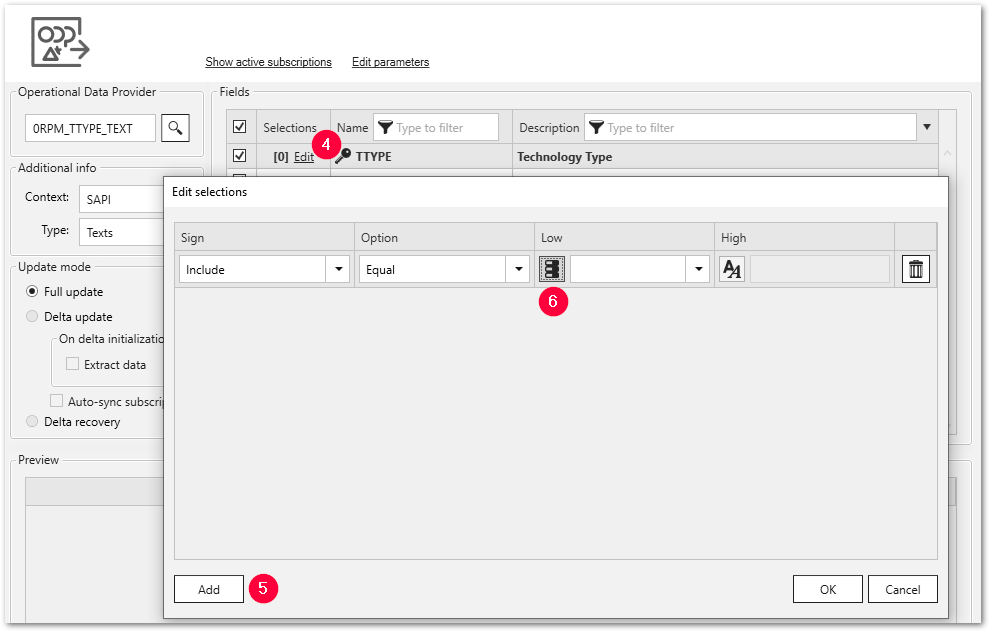 ODP
Show active subscriptions Edit parameters
Operational Data Provider
0RPM_TTYPE_TEXT
Additional info
Context: SAPI
Type: Texts
Update mode
Full update
Delta update
On delta initializatio
Extract data
Auto-sync subscrip
Delta recovery
Preview
Fields
Selections Name Type to filter Description Type to filter
[0] Edit 4 TTYPE Technology Type
Edit selections
Sign Option Low High
Include Equal AA
6
Add 5 OK Cancel